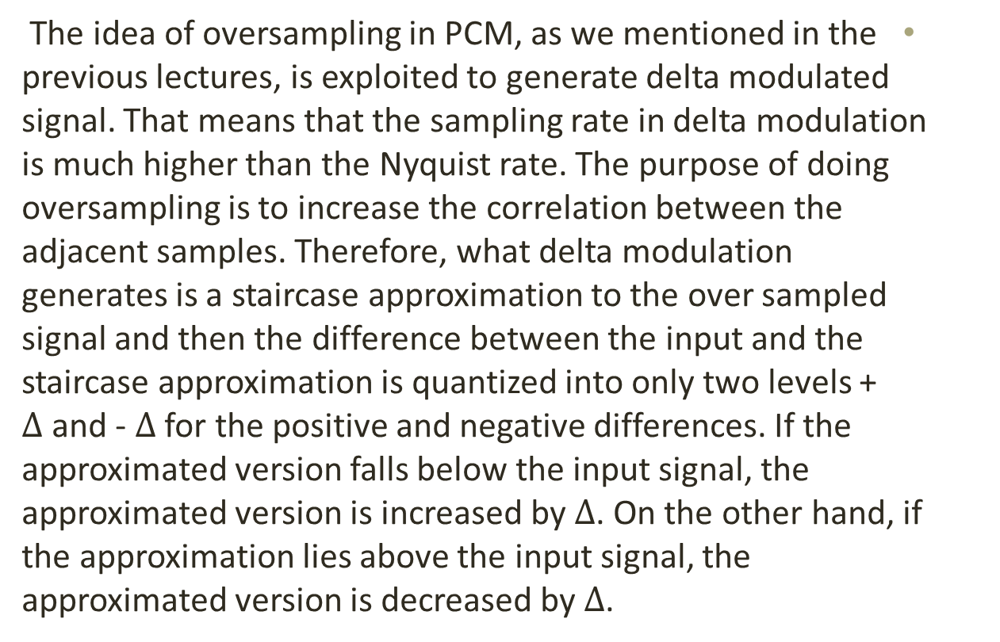 The idea of oversampling in PCM, as we mentioned in the •
previous lectures, is exploited to generate delta modulated
signal. That means that the sampling rate in delta modulation
is much higher than the Nyquist rate. The purpose of doing
oversampling is to increase the correlation between the
adjacent samples. Therefore, what delta modulation
generates is a staircase approximation to the over sampled
signal and then the difference between the input and the
staircase approximation is quantized into only two levels +
Δ and - Δ for the positive and negative differences. If the
approximated version falls below the input signal, the
approximated version is increased by Δ. On the other hand, if
the approximation lies above the input signal, the
approximated version is decreased by Δ.